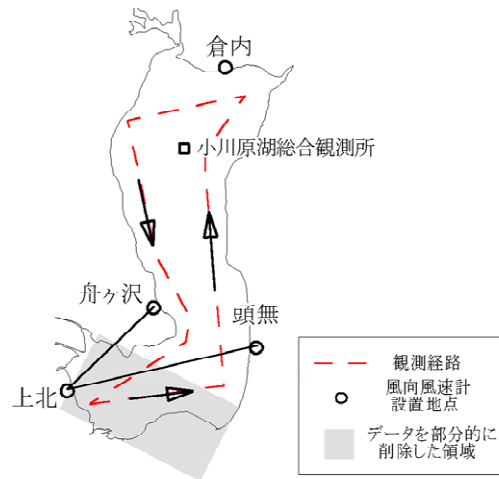 倉内
小川原湖総合観測所
舟ヶ沢
頭無
上北
観測経路
風向風速計
設置地点
データを部分的に
削除した領域